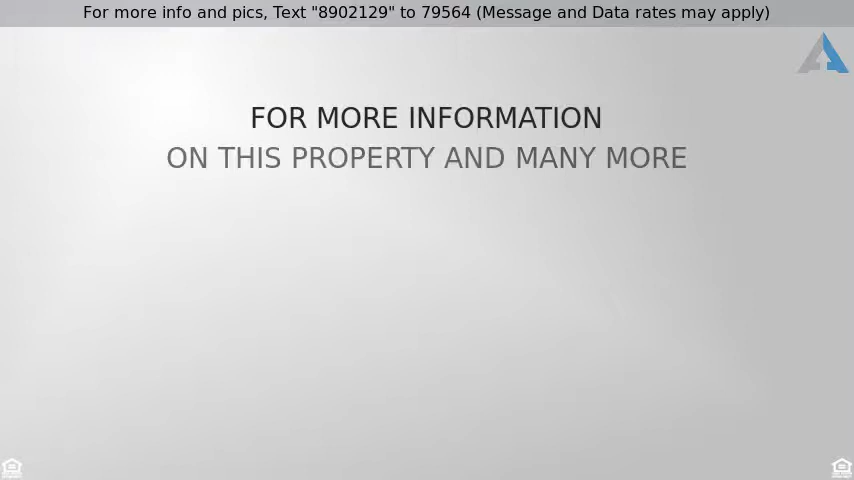 For more info and pics, Text "8902129" to 79564 (Message and Data rates may apply)
FOR MORE INFORMATION
ON THIS PROPERTY AND MANY MORE